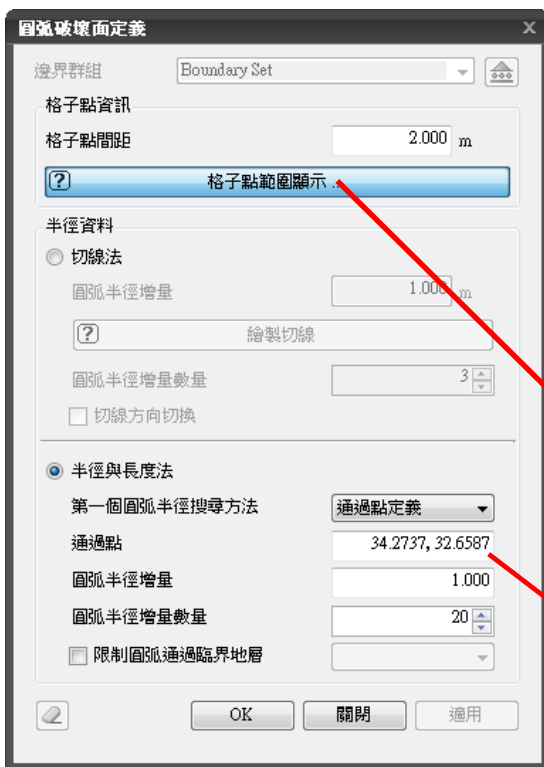 圓弧破壞面定義
邊界群組 Boundary Set
格子點資訊
格子點間距 2.000 m
格子點範圍顯示 ...
半徑資料
切線法
圓弧半徑增量 1.000 m
繪製切線
圓弧半徑增量數量 3
切線方向切換
半徑與長度法
第一個圓弧半徑搜尋方法 通過點定義
通過點 34.2737, 32.6587
圓弧半徑增量 1.000
圓弧半徑增量數量 20
限制圓弧通過臨界地層
OK 關閉 適用